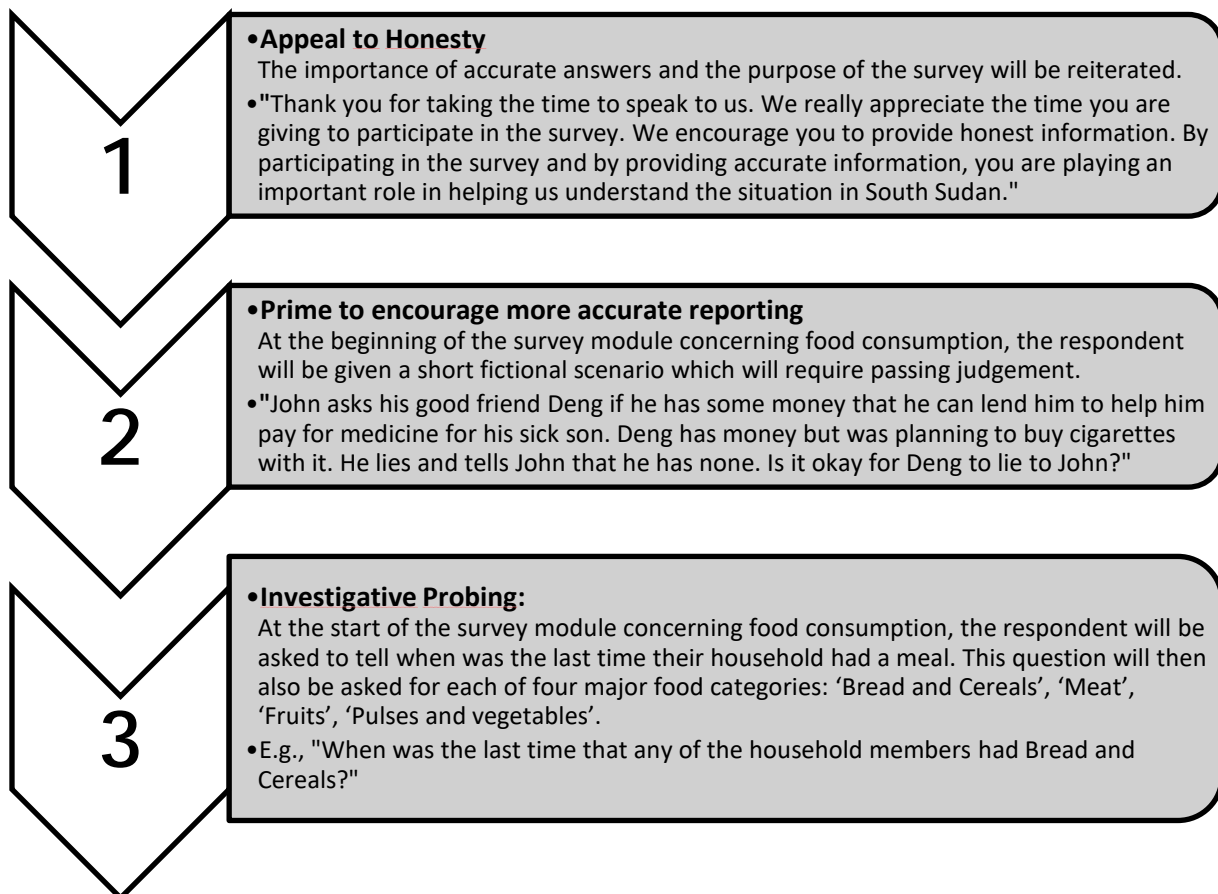 1
•Appeal to Honesty
The importance of accurate answers and the purpose of the survey will be reiterated.
•"Thank you for taking the time to speak to us. We really appreciate the time you are
giving to participate in the survey. We encourage you to provide honest information. By
participating in the survey and by providing accurate information, you are playing an
important role in helping us understand the situation in South Sudan."
2
•Prime to encourage more accurate reporting
At the beginning of the survey module concerning food consumption, the respondent
will be given a short fictional scenario which will require passing judgement.
•"John asks his good friend Deng if he has some money that he can lend him to help him
pay for medicine for his sick son. Deng has money but was planning to buy cigarettes
with it. He lies and tells John that he has none. Is it okay for Deng to lie to John?"
3
•Investigative Probing:
At the start of the survey module concerning food consumption, the respondent will be
asked to tell when was the last time their household had a meal. This question will then
also be asked for each of four major food categories: ‘Bread and Cereals’, ‘Meat’,
‘Fruits’, ‘Pulses and vegetables’.
•E.g., "When was the last time that any of the household members had Bread and
Cereals?"